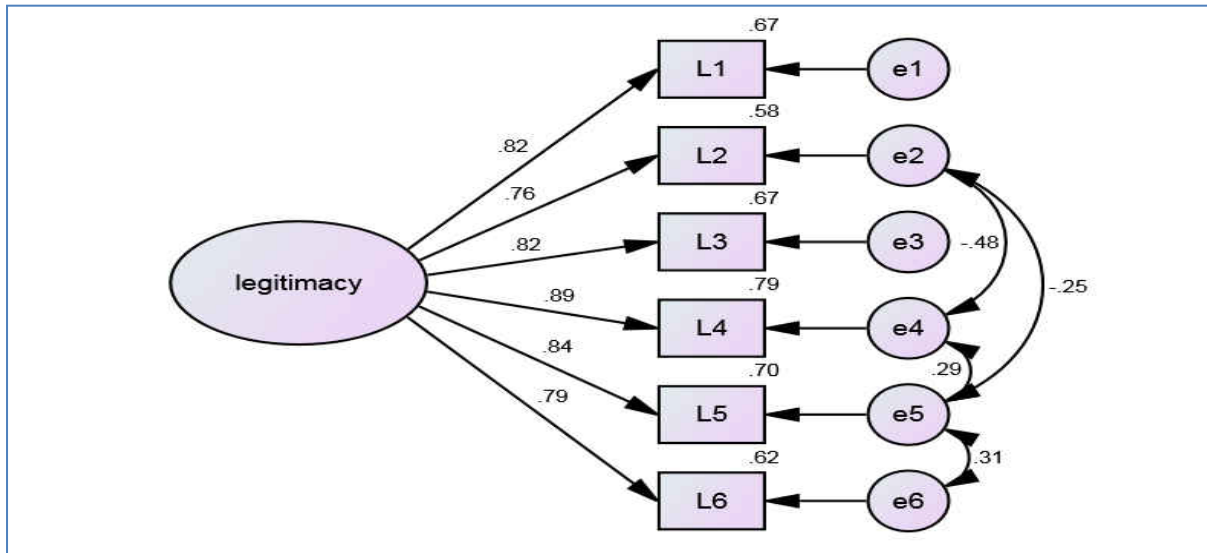 .67
L1
e1
.82
.58
L2
e2
.76
.67
L3
e3
.82
-.48
legitimacy
.79
-.25
.89
L4
e4
.84
.70
.29
.79
L5
e5
.62
.31
L6
e6